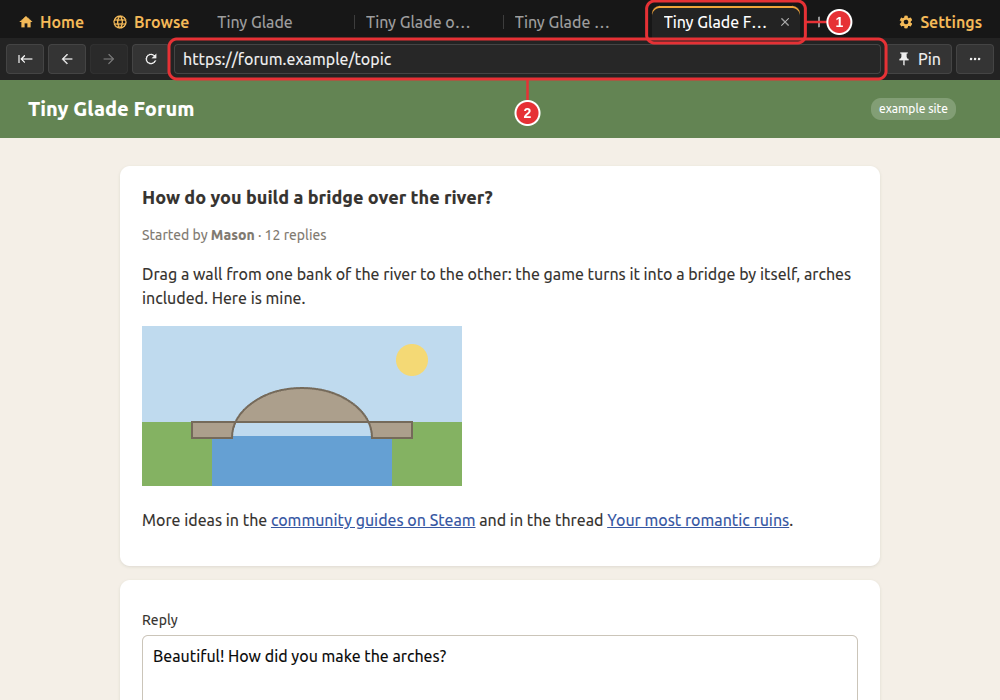 Home Browse Tiny Glade Tiny Glade o… Tiny Glade … Tiny Glade F… × 1 Settings
https://forum.example/topic Pin ...
2
Tiny Glade Forum example site
How do you build a bridge over the river?
Started by Mason · 12 replies
Drag a wall from one bank of the river to the other: the game turns it into a bridge by itself, arches
included. Here is mine.
More ideas in the community guides on Steam and in the thread Your most romantic ruins.
Reply
Beautiful! How did you make the arches?